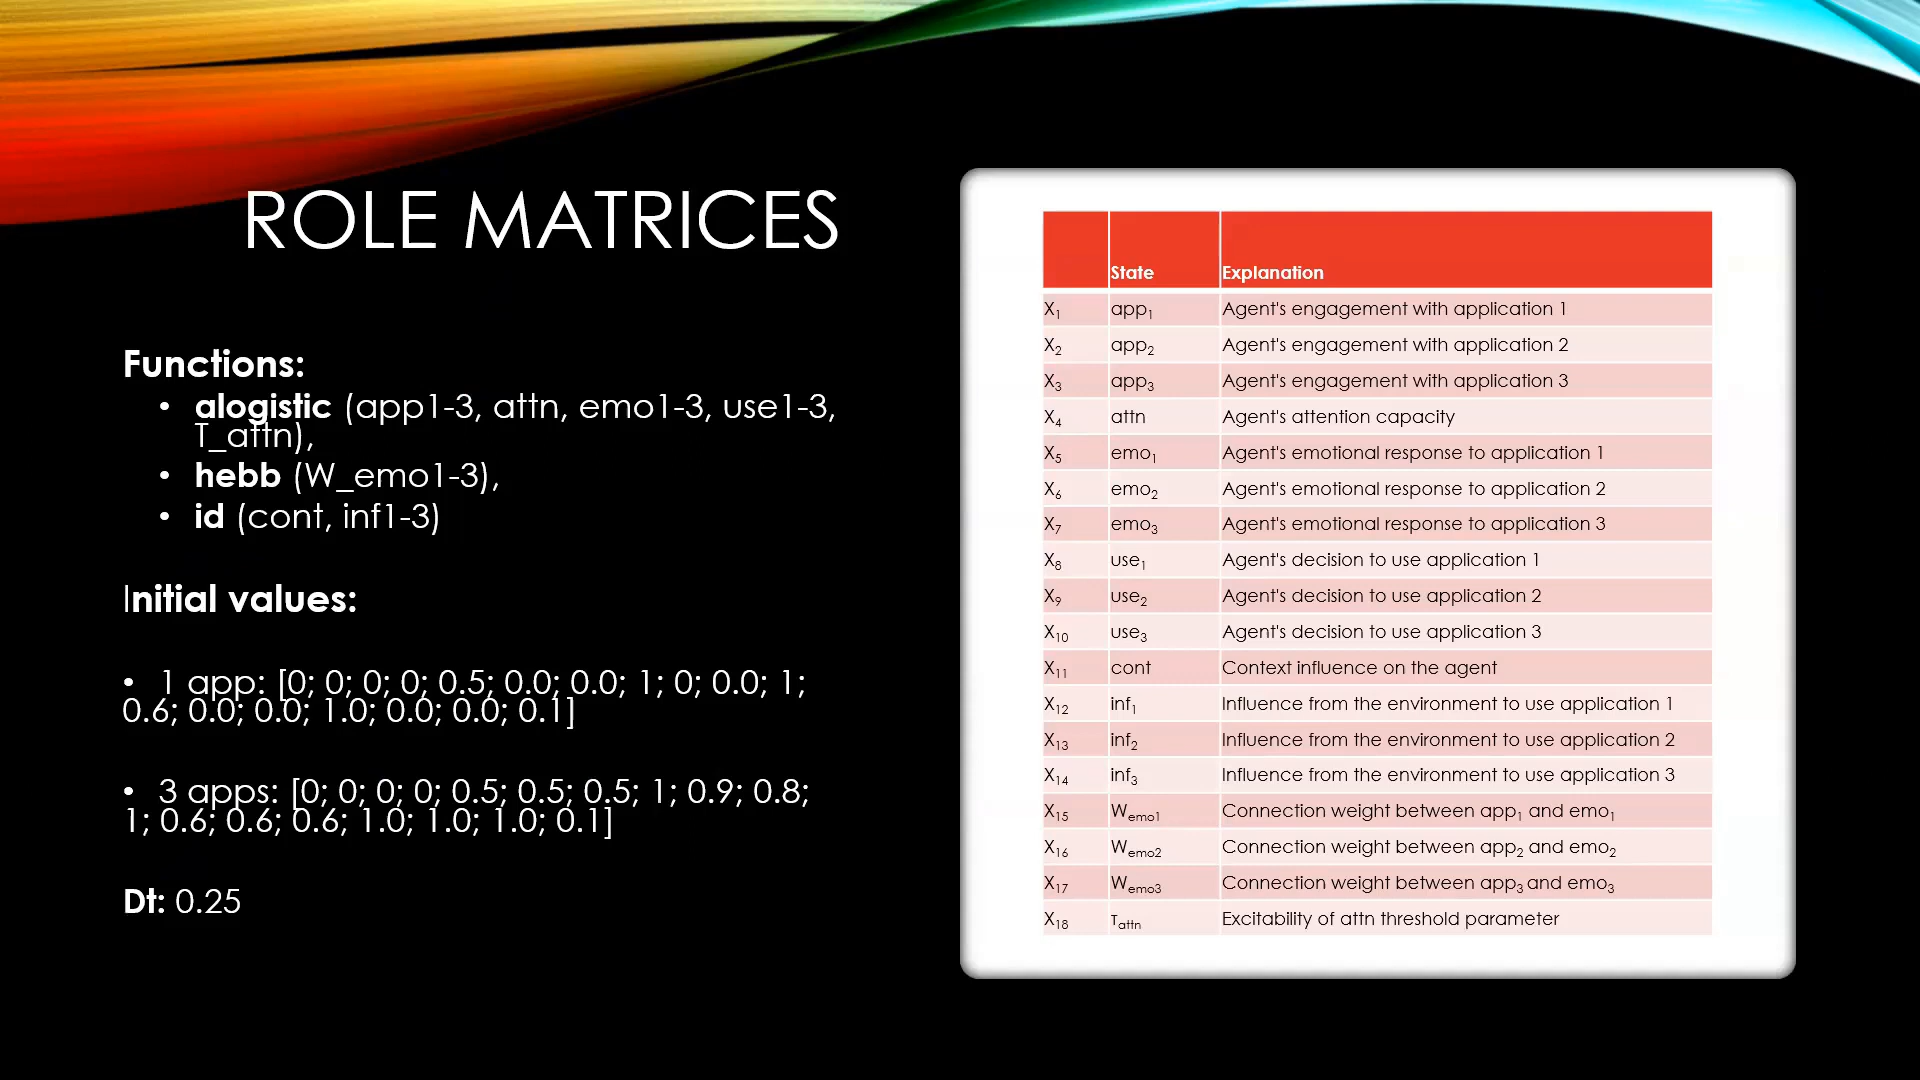 ROLE MATRICES
Functions:
• alogistic (app1-3, attn, emo1-3, use1-3,
T_attn),
• hebb (W_emo1-3),
• id (cont, inf1-3)
Initial values:
• 1 app: [0; 0; 0; 0; 0.5; 0.0; 0.0; 1; 0; 0.0; 1;
0.6; 0.0; 0.0; 1.0; 0.0; 0.0; 0.1]
• 3 apps: [0; 0; 0; 0; 0.5; 0.5; 0.5; 1; 0.9; 0.8;
1; 0.6; 0.6; 0.6; 1.0; 1.0; 1.0; 0.1]
Dt: 0.25
State Explanation
X₁ app₁ Agent's engagement with application 1
X₂ app₂ Agent's engagement with application 2
X₃ app₃ Agent's engagement with application 3
X₄ attn Agent's attention capacity
X₅ emo₁ Agent's emotional response to application 1
X₆ emo₂ Agent's emotional response to application 2
X₇ emo₃ Agent's emotional response to application 3
X₈ use₁ Agent's decision to use application 1
X₉ use₂ Agent's decision to use application 2
X₁₀ use₃ Agent's decision to use application 3
X₁₁ cont Context influence on the agent
X₁₂ inf₁ Influence from the environment to use application 1
X₁₃ inf₂ Influence from the environment to use application 2
X₁₄ inf₃ Influence from the environment to use application 3
X₁₅ Wemo1 Connection weight between app₁ and emo₁
X₁₆ Wemo2 Connection weight between app₂ and emo₂
X₁₇ Wemo3 Connection weight between app₃ and emo₃
X₁₈ τattn Excitability of attn threshold parameter